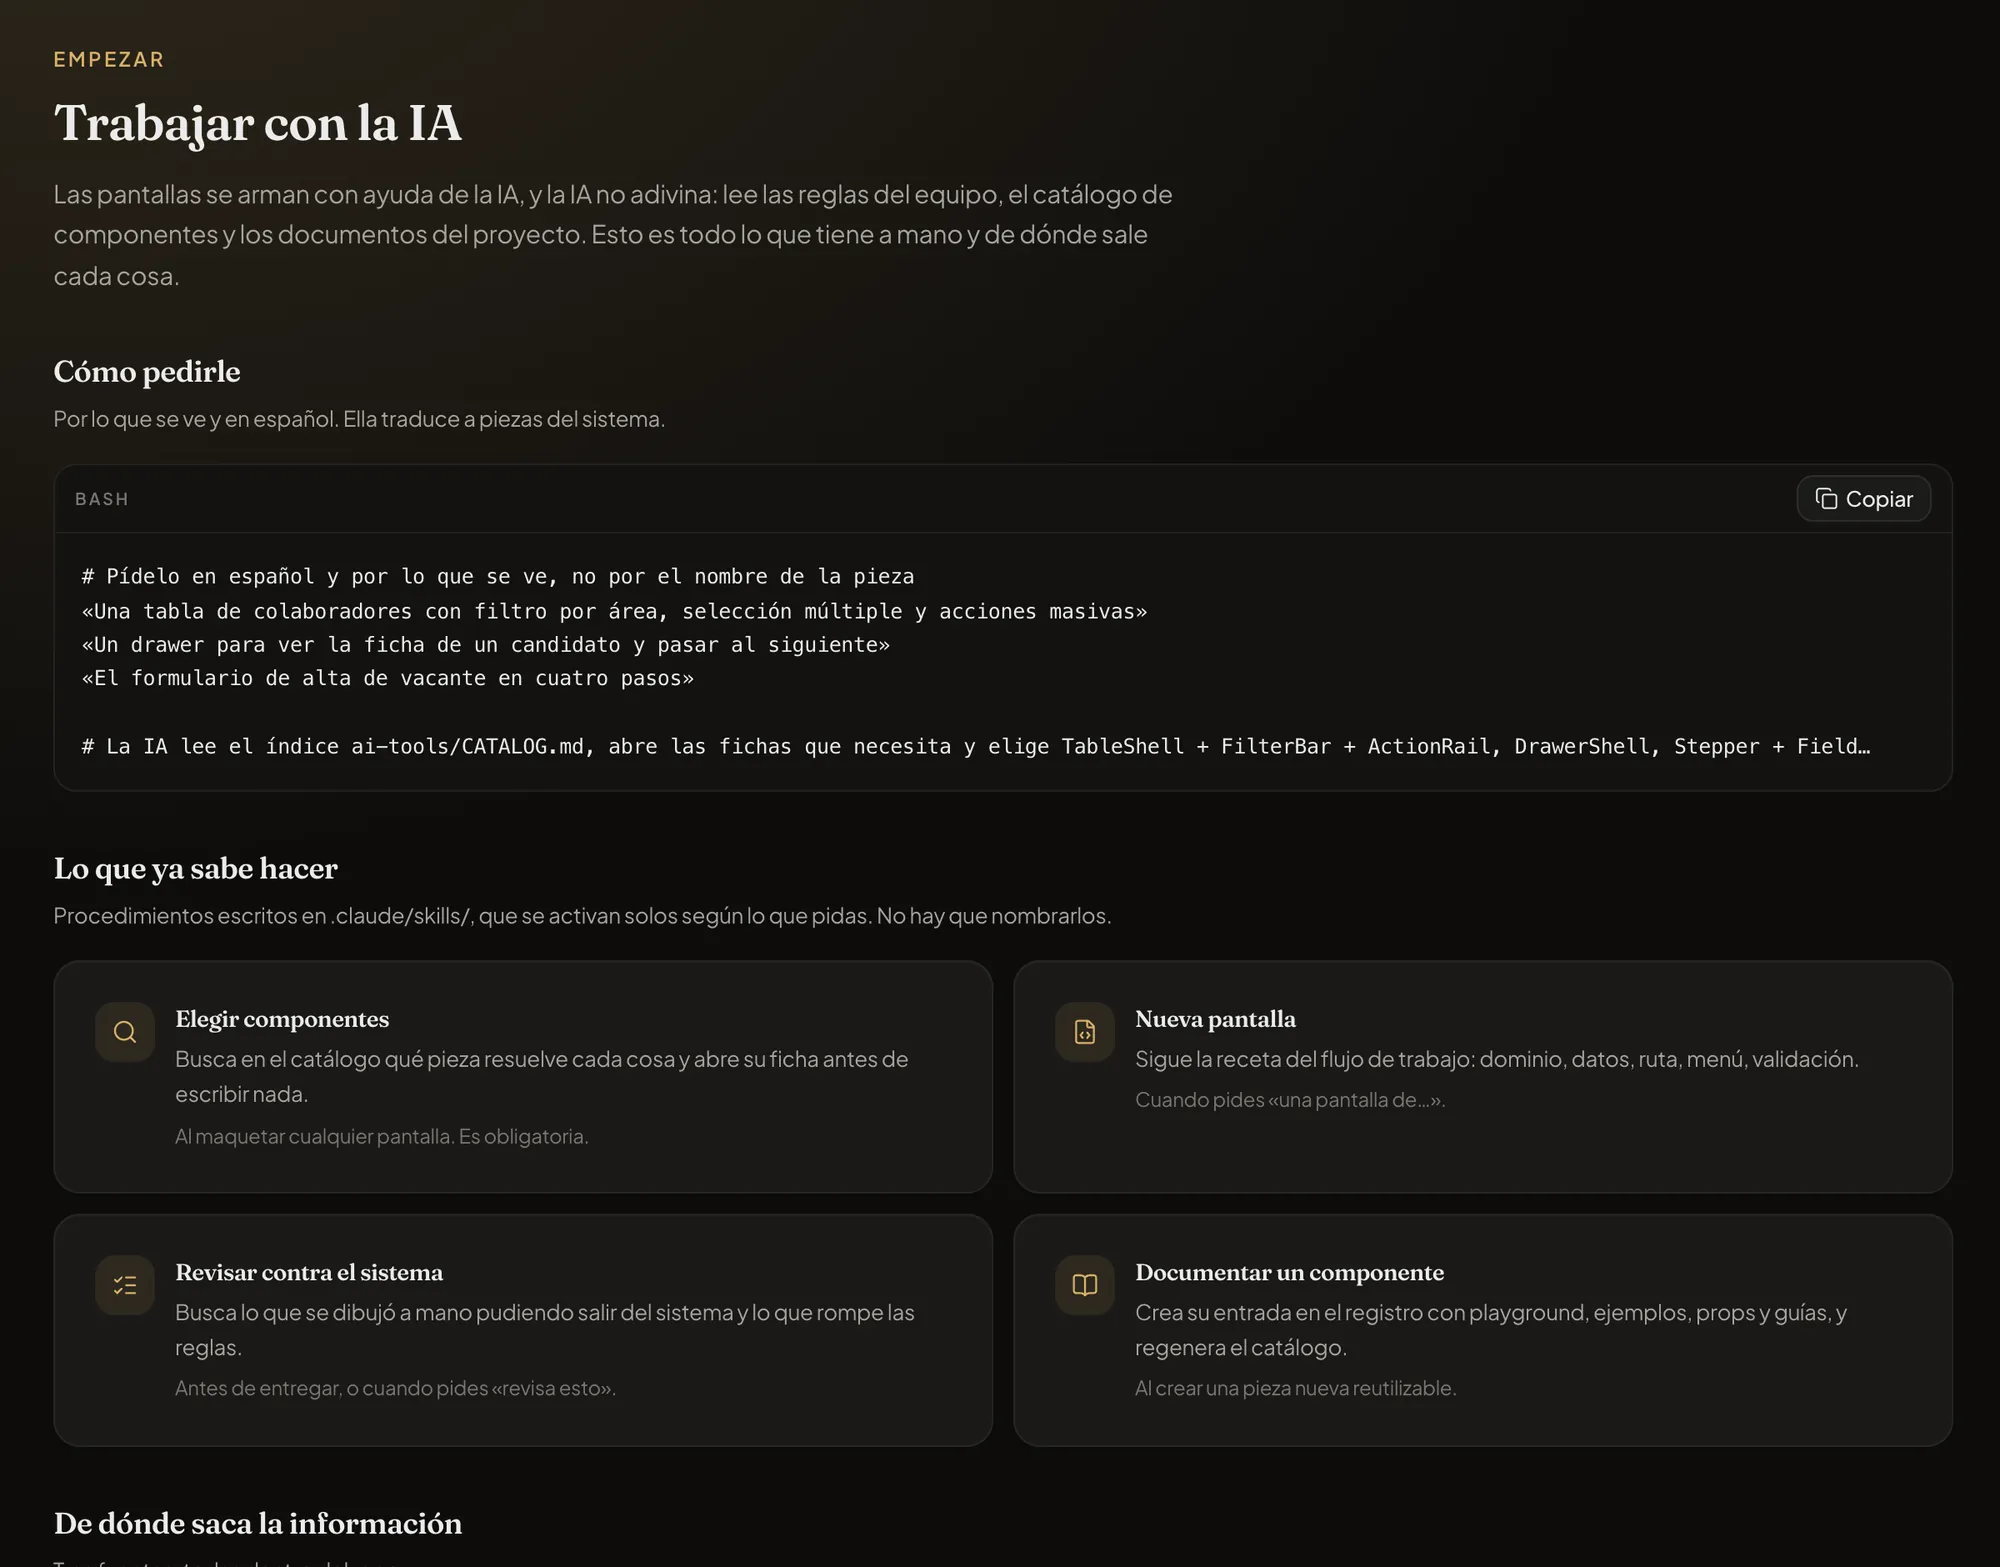 EMPEZAR
Trabajar con la IA
Las pantallas se arman con ayuda de la IA, y la IA no adivina: lee las reglas del equipo, el catálogo de
componentes y los documentos del proyecto. Esto es todo lo que tiene a mano y de dónde sale
cada cosa.
Cómo pedirle
Por lo que se ve y en español. Ella traduce a piezas del sistema.
BASH
Copiar
# Pídelo en español y por lo que se ve, no por el nombre de la pieza
«Una tabla de colaboradores con filtro por área, selección múltiple y acciones masivas»
«Un drawer para ver la ficha de un candidato y pasar al siguiente»
«El formulario de alta de vacante en cuatro pasos»
# La IA lee el índice ai-tools/CATALOG.md, abre las fichas que necesita y elige TableShell + FilterBar + ActionRail, DrawerShell, Stepper + Field…
Lo que ya sabe hacer
Procedimientos escritos en .claude/skills/, que se activan solos según lo que pidas. No hay que nombrarlos.
Elegir componentes
Busca en el catálogo qué pieza resuelve cada cosa y abre su ficha antes de
escribir nada.
Al maquetar cualquier pantalla. Es obligatoria.
Nueva pantalla
Sigue la receta del flujo de trabajo: dominio, datos, ruta, menú, validación.
Cuando pides «una pantalla de…».
Revisar contra el sistema
Busca lo que se dibujó a mano pudiendo salir del sistema y lo que rompe las
reglas.
Antes de entregar, o cuando pides «revisa esto».
Documentar un componente
Crea su entrada en el registro con playground, ejemplos, props y guías, y
regenera el catálogo.
Al crear una pieza nueva reutilizable.
De dónde saca la información